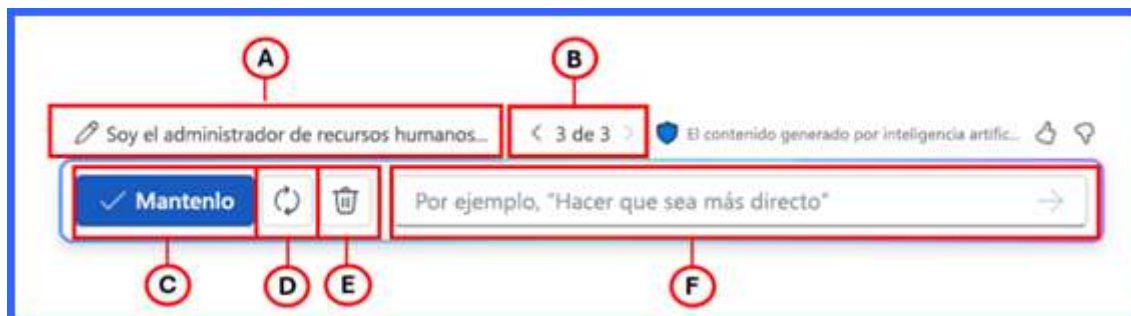 A B
Soy el administrador de recursos humanos... < 3 de 3 > El contenido generado por inteligencia artific...
Mantenlo Por ejemplo, "Hacer que sea más directo"
C D E F